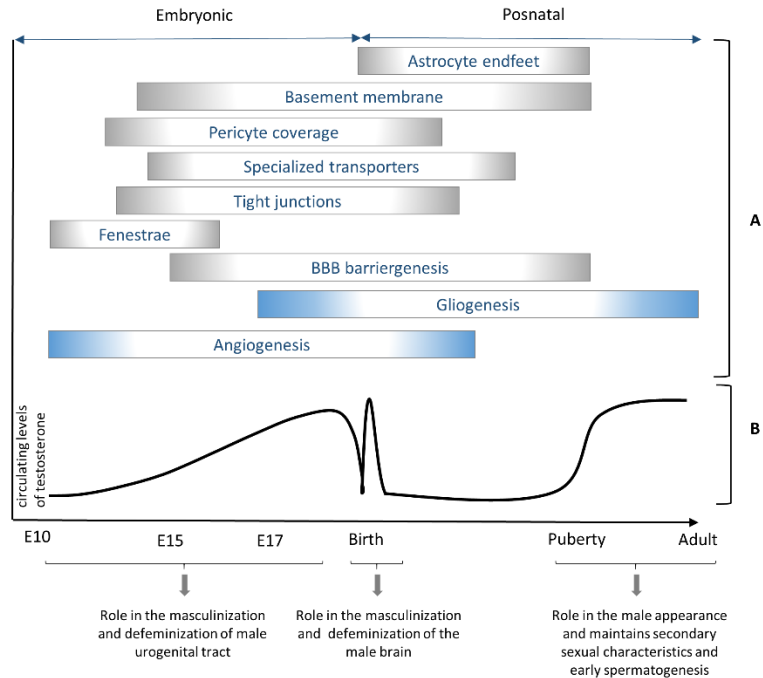 Embryonic
Posnatal
Astrocyte endfeet
Basement membrane
Pericyte coverage
Specialized transporters
Tight junctions
Fenestrae
BBB barriergenesis
Gliogenesis
Angiogenesis
A
circulating levels
of testosterone
B
E10
E15
E17
Birth
Puberty
Adult
Role in the masculinization
and defeminization of male
urogenital tract
Role in the masculinization
and defeminization of the
male brain
Role in the male appearance
and maintains secondary
sexual characteristics and
early spermatogenesis